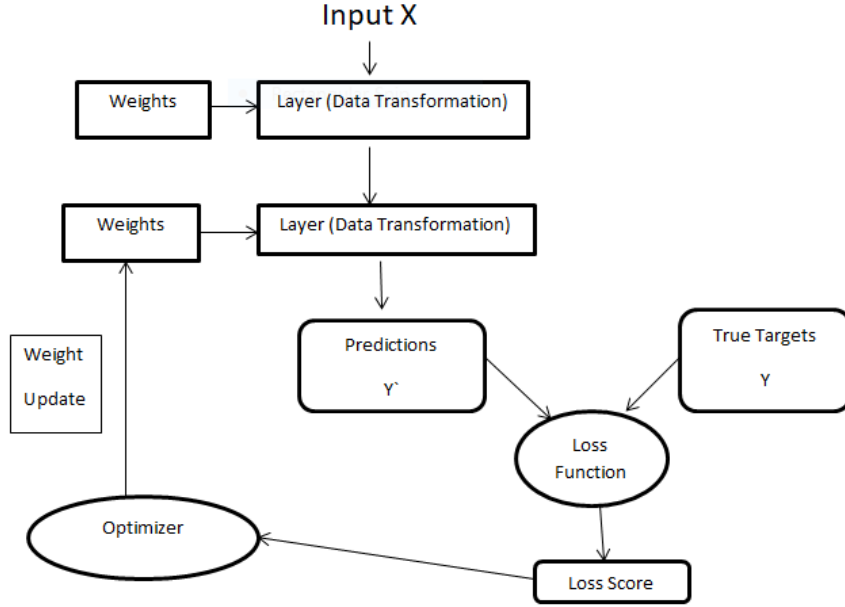 Input X
Weights
Layer (Data Transformation)
Weights
Layer (Data Transformation)
Weight
Update
Predictions
Y`
True Targets
Y
Loss
Function
Optimizer
Loss Score